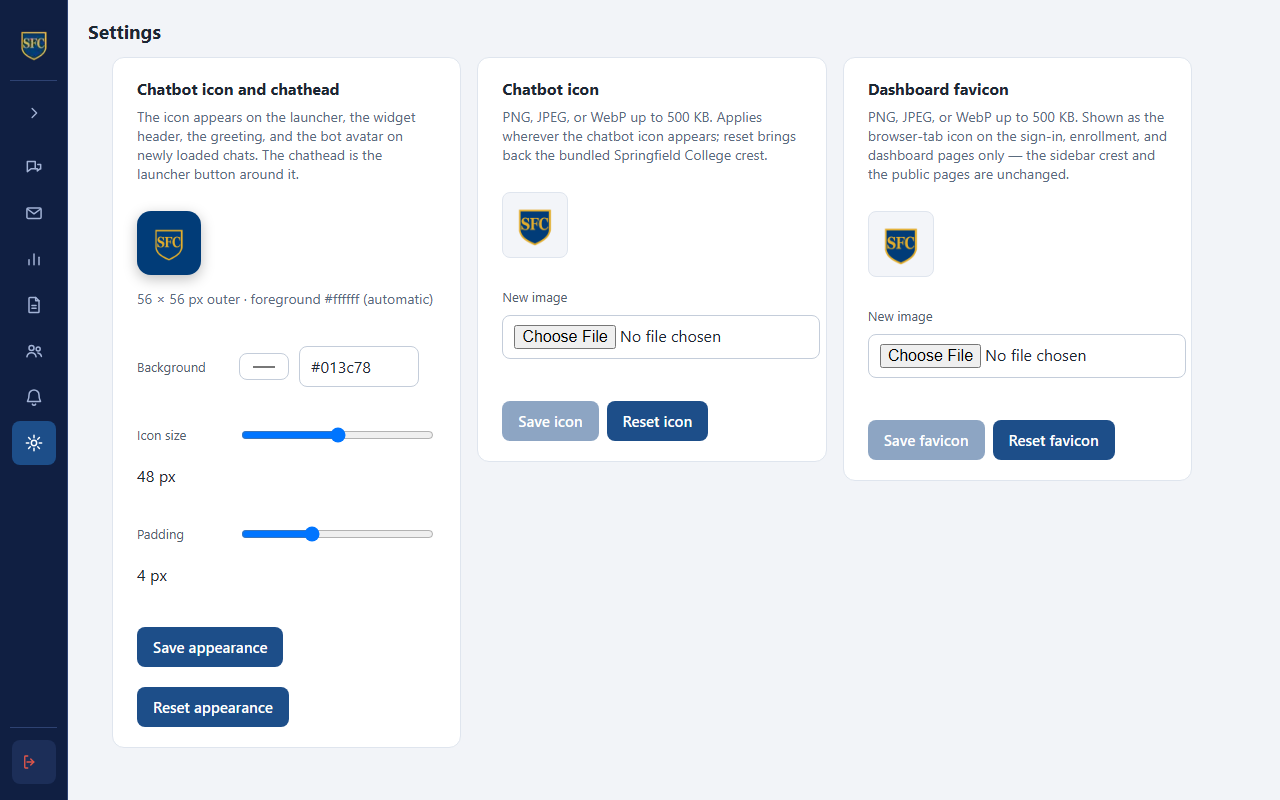 SFC
Settings
Chatbot icon and chathead
The icon appears on the launcher, the widget
header, the greeting, and the bot avatar on
newly loaded chats. The chathead is the
launcher button around it.
SFC
56 × 56 px outer · foreground #ffffff (automatic)
Background
#013c78
Icon size
48 px
Padding
4 px
Save appearance
Reset appearance
Chatbot icon
PNG, JPEG, or WebP up to 500 KB. Applies
wherever the chatbot icon appears; reset brings
back the bundled Springfield College crest.
SFC
New image
Choose File No file chosen
Save icon
Reset icon
Dashboard favicon
PNG, JPEG, or WebP up to 500 KB. Shown as the
browser-tab icon on the sign-in, enrollment, and
dashboard pages only — the sidebar crest and
the public pages are unchanged.
SFC
New image
Choose File No file chosen
Save favicon
Reset favicon